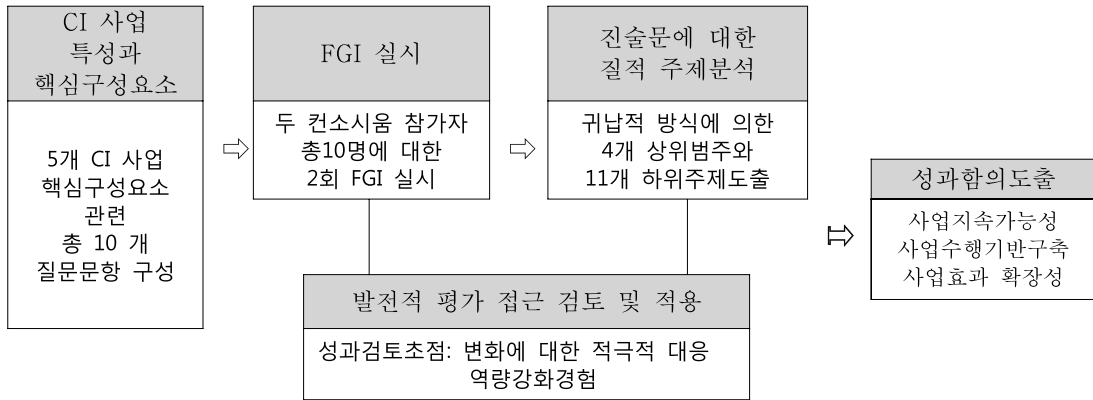 CI 사업
특성과
핵심구성요소
5개 CI 사업
핵심구성요소
관련
총 10 개
질문문항 구성
FGI 실시
두 컨소시움 참가자
총10명에 대한
2회 FGI 실시
진술문에 대한
질적 주제분석
귀납적 방식에 의한
4개 상위범주와
11개 하위주제도출
발전적 평가 접근 검토 및 적용
성과검토초점: 변화에 대한 적극적 대응
역량강화경험
성과함의도출
사업지속가능성
사업수행기반구축
사업효과 확장성